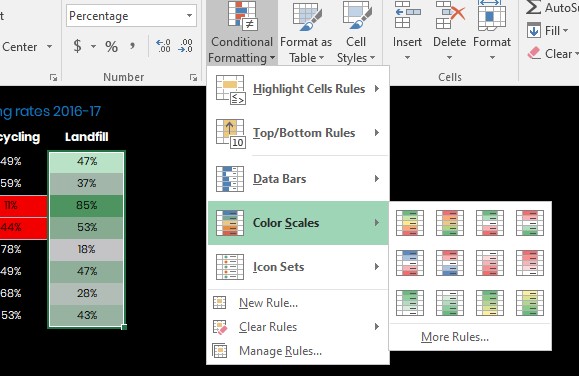 Percentage
Center
$ % , .00
Number
Conditional Formatting
Format as Table
Cell Styles
Insert
Delete
Format
Cells
AutoSu
Fill
Clear
ng rates 2016-17
cycling Landfill
49% 47%
59% 37%
11% 85%
44% 53%
78% 18%
49% 47%
68% 28%
53% 43%
Highlight Cells Rules
Top/Bottom Rules
10
Data Bars
Color Scales
Icon Sets
New Rule...
Clear Rules
Manage Rules...
More Rules...